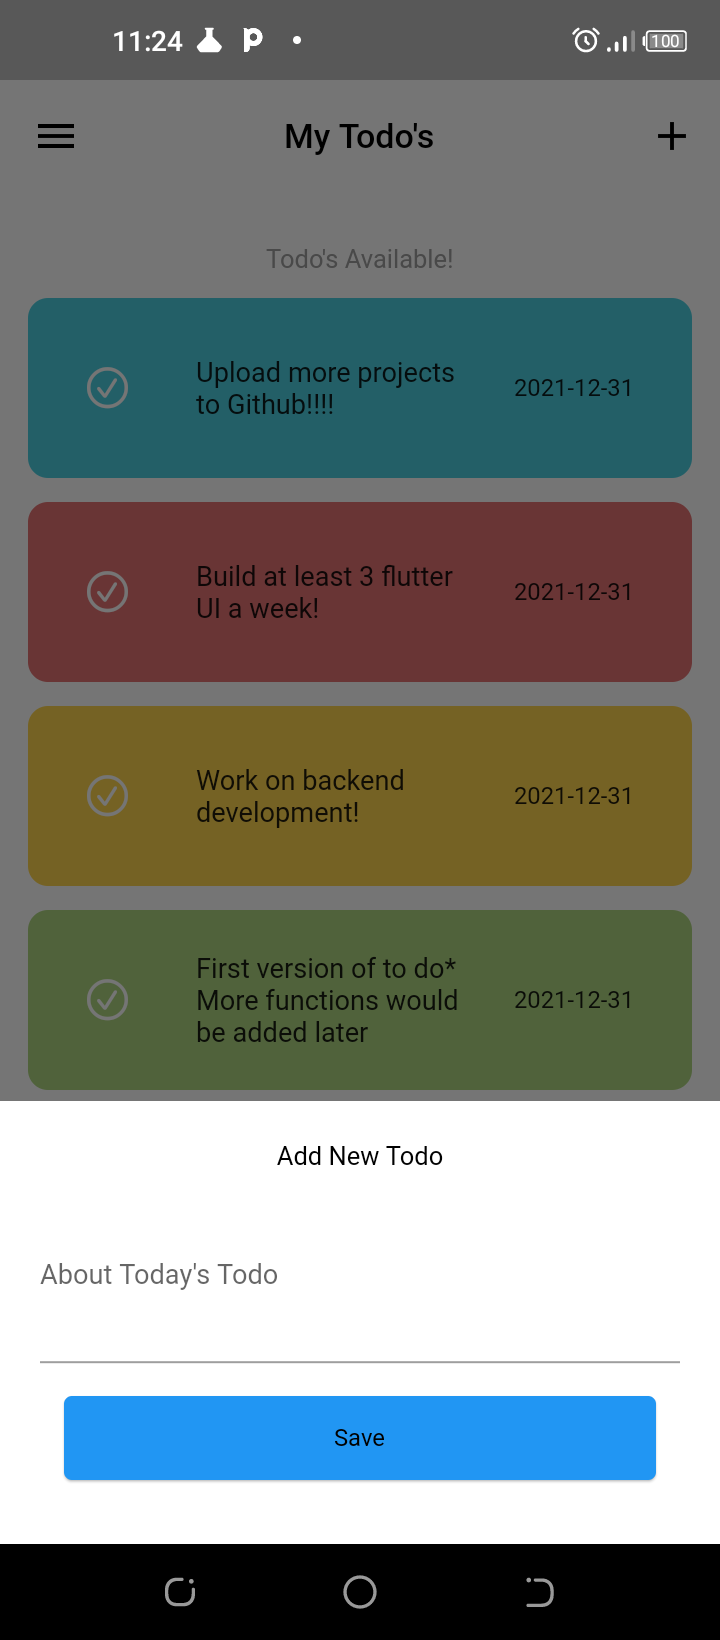 11:24
100
My Todo's
Todo's Available!
Upload more projects
to Github!!!!
2021-12-31
Build at least 3 flutter
UI a week!
2021-12-31
Work on backend
development!
2021-12-31
First version of to do*
More functions would
be added later
2021-12-31
Add New Todo
About Today's Todo
Save